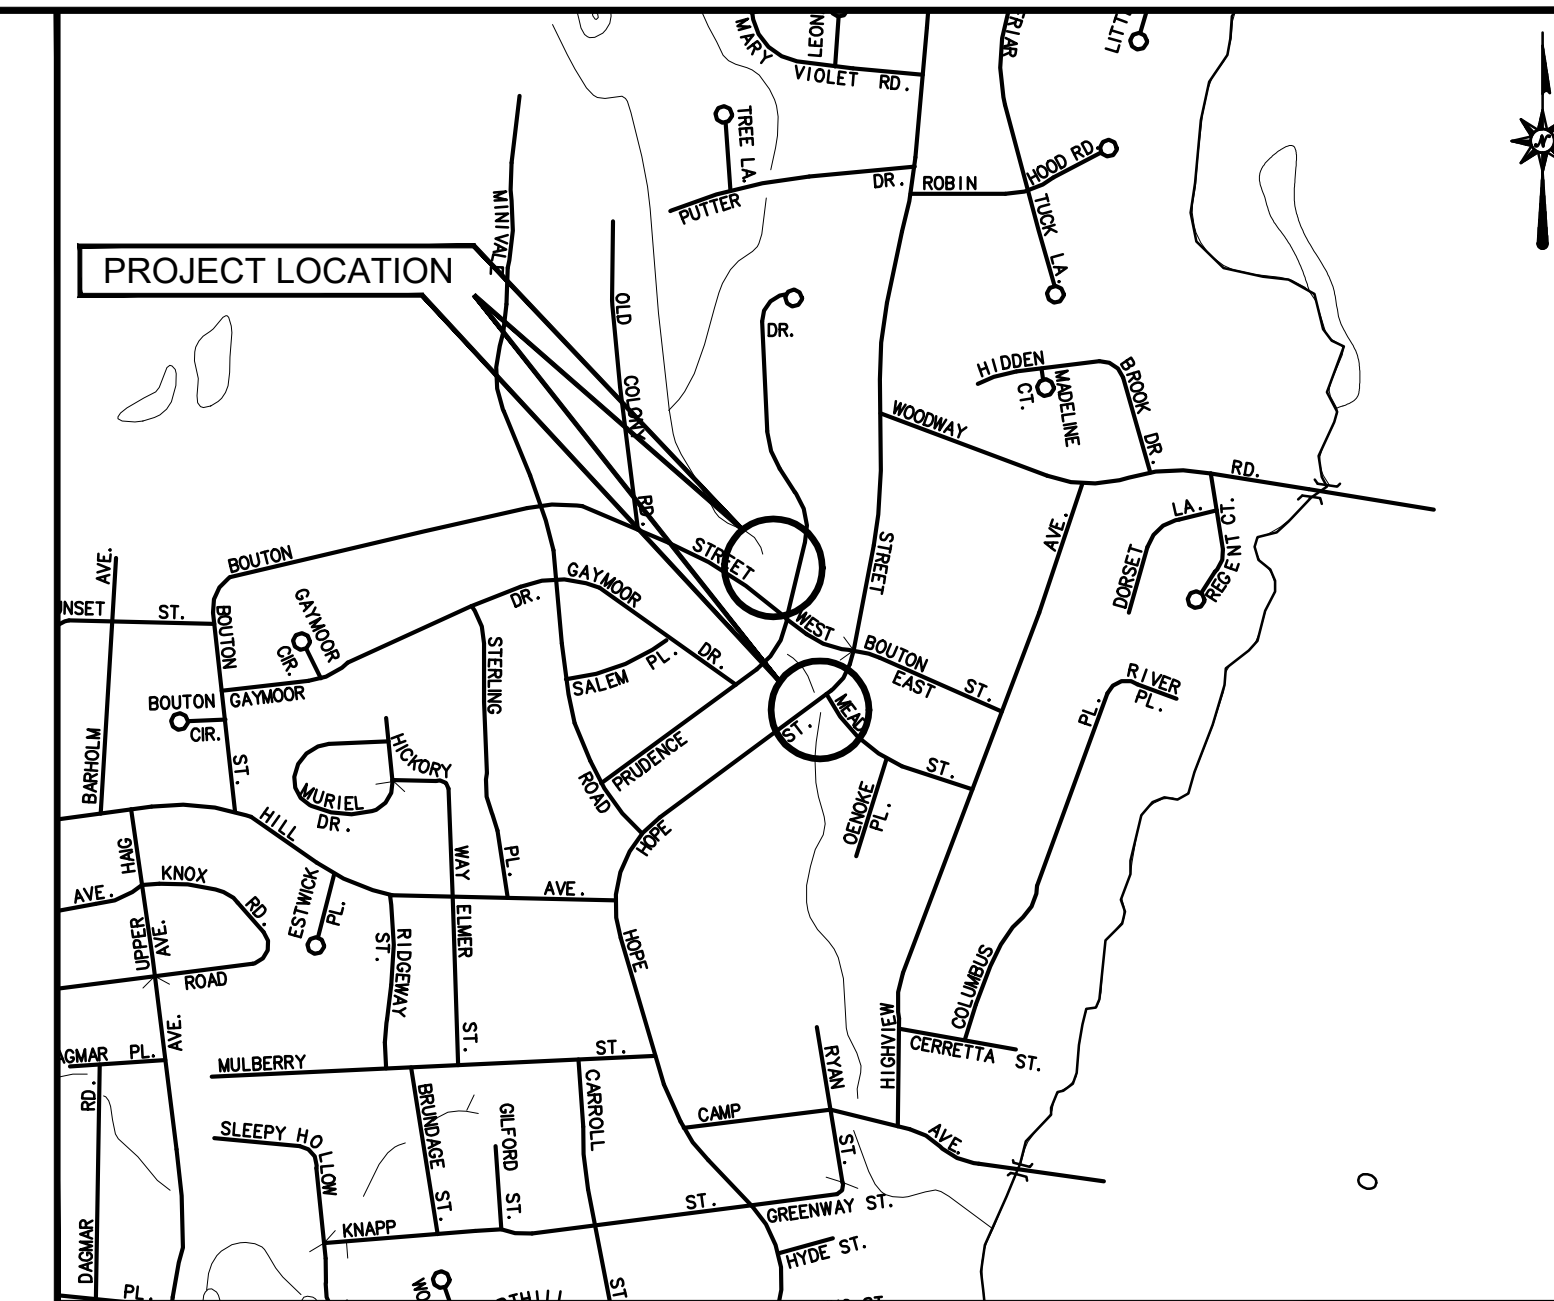 MARY
LEON
VIOLET RD.
TREE LA.
PUTTER
DR.
ROBIN
HOOD RD.
TUCK LA.
N
MINIVALE
PROJECT LOCATION
OLD
COLONY
RD.
DR.
HIDDEN
MADELINE
CT.
BROOK
DR.
WOODWAY
RD.
AVE.
STREET
LA.
DORSET
REGENT CT.
STREET
WEST
BOUTON
EAST
ST.
BOUTON
AVE.
ST.
BOUTON
GAYMOOR
CIR.
GAYMOOR
DR.
GAYMOOR
DR.
STERLING
PL.
SALEM PL.
BOUTON
CIR.
ST.
BARHOLM
HICKORY
MURIEL
DR.
WAY
ROAD
PRUDENCE
HOPE
ST.
MEAD
ST.
OENOKE
PL.
RIVER
PL.
PL.
COLUMBUS
HILL
AVE.
HAIG
KNOX
RD.
AVE.
UPPER
AVE.
ROAD
ESTWICK
PL.
RIDGEWAY
ST.
ELMER
ST.
HOPE
HIGHVIEW
CERRETTA ST.
PL.
AVE.
RD.
MULBERRY
ST.
BRUNDAGE
ST.
GILFORD
ST.
CARROLL
ST
CAMP
AVE.
RYAN
ST.
SLEEPY HOLLOW
KNAPP
ST.
GREENWAY ST.
HYDE ST.
DAGMAR
PL.